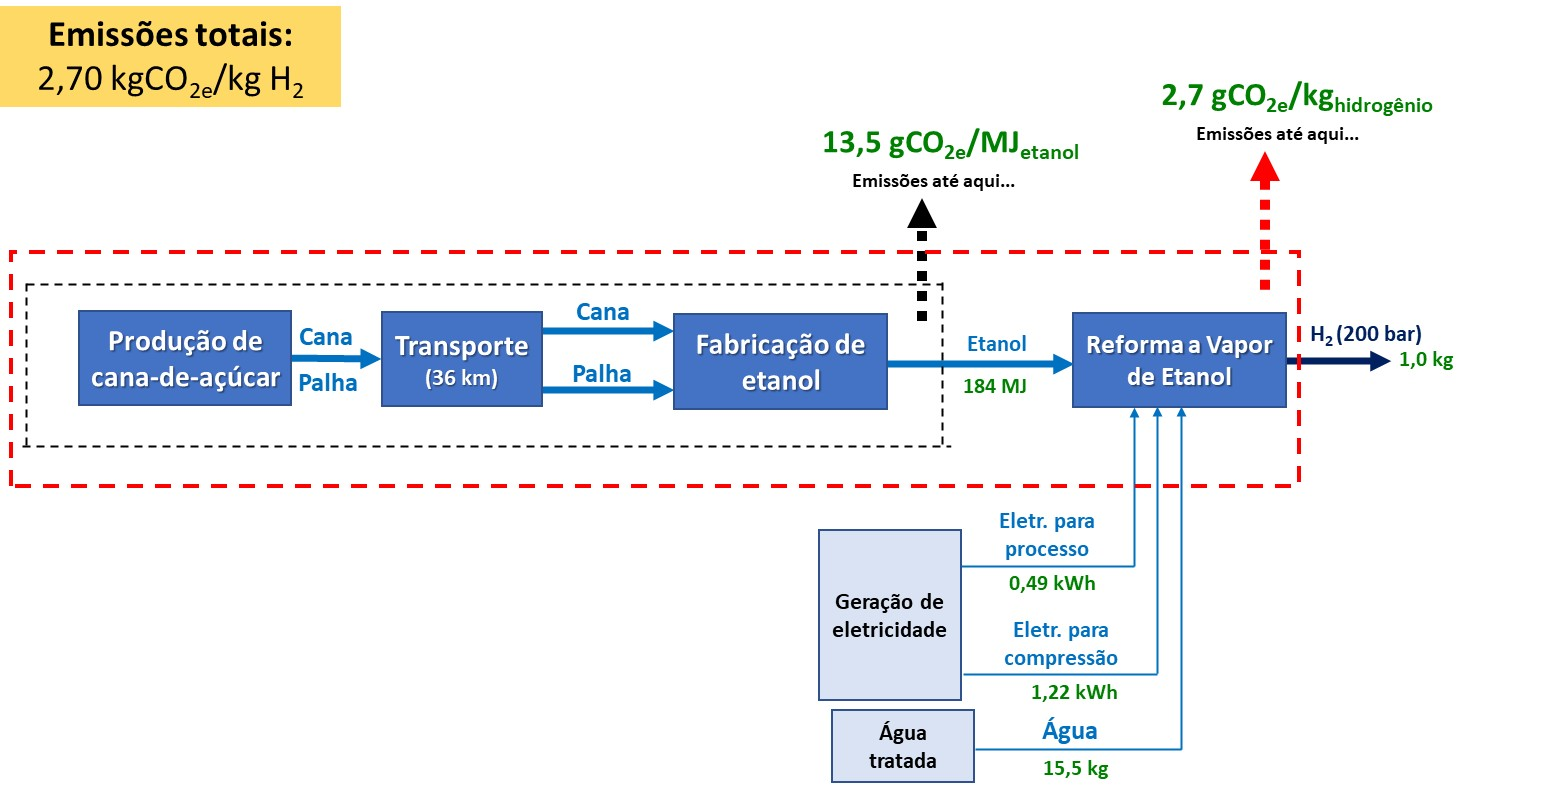 Emissões totais:
2,70 kgCO2e/kg H2
2,7 gCO2e/kghidrogênio
Emissões até aqui...
13,5 gCO2e/MJetanol
Emissões até aqui...
Produção de
cana-de-açúcar
Cana
Palha
Transporte
(36 km)
Cana
Palha
Fabricação de
etanol
Etanol
184 MJ
Reforma a Vapor
de Etanol
H2 (200 bar)
1,0 kg
Geração de
eletricidade
Eletr. para
processo
0,49 kWh
Eletr. para
compressão
1,22 kWh
Água
tratada
Água
15,5 kg